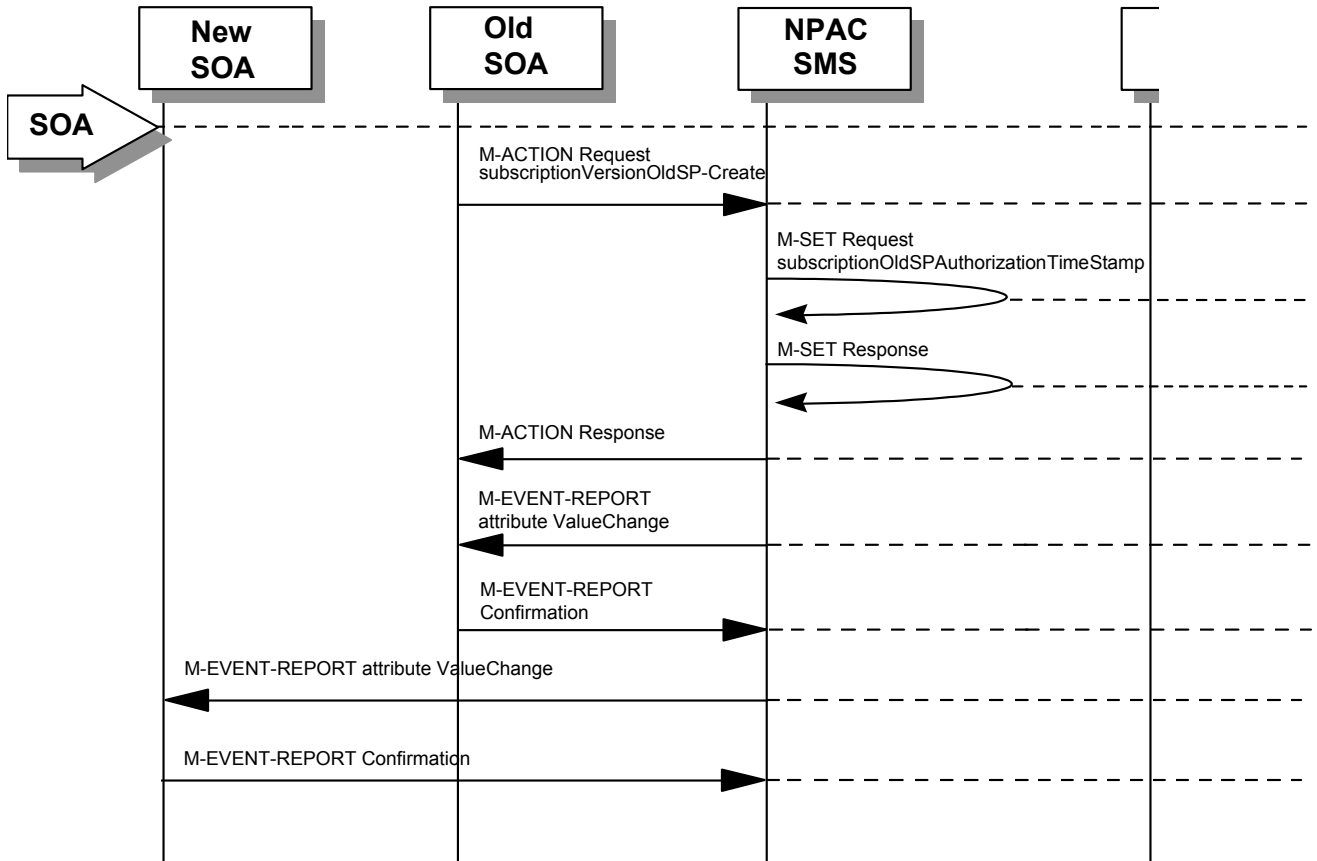 New
SOA
Old
SOA
NPAC
SMS
SOA
M-ACTION Request
subscriptionVersionOldSP-Create
M-SET Request
subscriptionOldSPAuthorizationTimeStamp
M-SET Response
M-ACTION Response
M-EVENT-REPORT
attribute ValueChange
M-EVENT-REPORT
Confirmation
M-EVENT-REPORT attribute ValueChange
M-EVENT-REPORT Confirmation